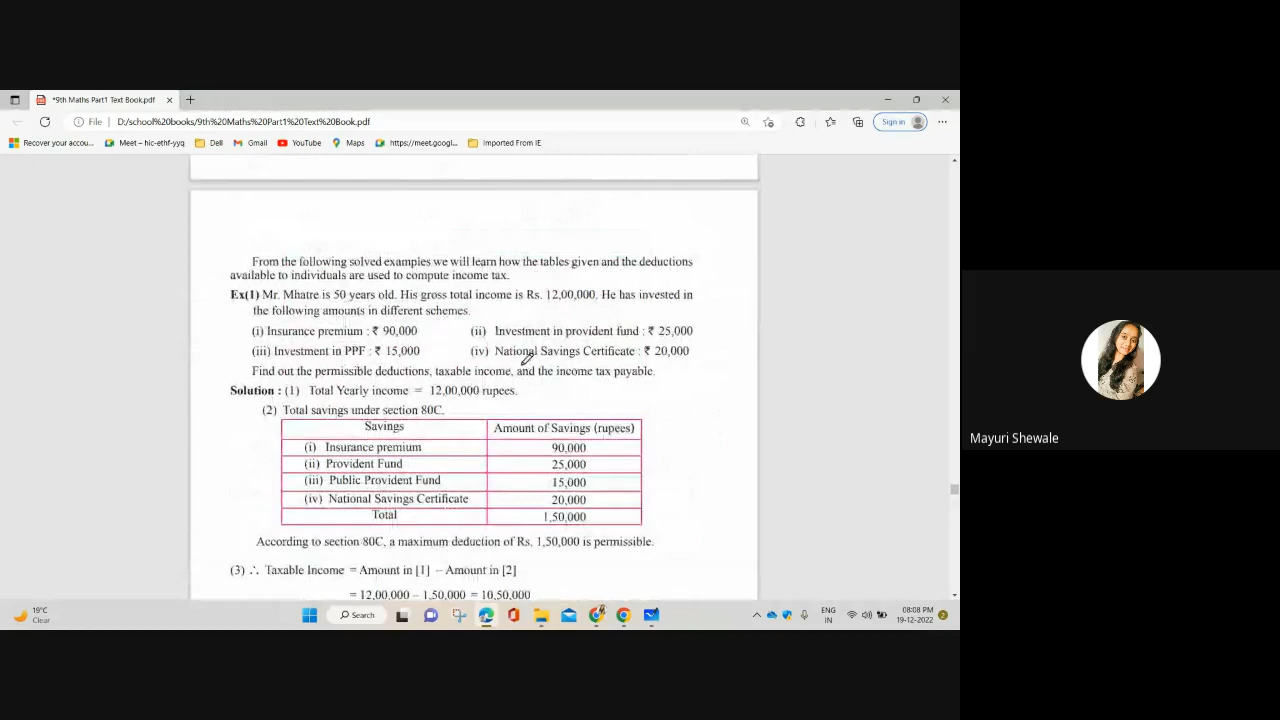 *9th Maths Part1 Text Book.pdf
File D:/school%20books/9th%20Maths%20Part1%20Text%20Book.pdf Sign in
Recover your accou... Meet – hic-ethf-yyq Dell Gmail YouTube Maps https://meet.googl... Imported From IE
From the following solved examples we will learn how the tables given and the deductions
available to individuals are used to compute income tax.
Ex(1) Mr. Mhatre is 50 years old. His gross total income is Rs. 12,00,000. He has invested in
the following amounts in different schemes.
(i) Insurance premium : ₹ 90,000 (ii) Investment in provident fund : ₹ 25,000
(iii) Investment in PPF : ₹ 15,000 (iv) National Savings Certificate : ₹ 20,000
Find out the permissible deductions, taxable income, and the income tax payable.
Solution : (1) Total Yearly income = 12,00,000 rupees.
(2) Total savings under section 80C.
Savings Amount of Savings (rupees)
(i) Insurance premium 90,000
(ii) Provident Fund 25,000
(iii) Public Provident Fund 15,000
(iv) National Savings Certificate 20,000
Total 1,50,000
According to section 80C, a maximum deduction of Rs. 1,50,000 is permissible.
(3) ∴ Taxable Income = Amount in [1] – Amount in [2]
= 12,00,000 – 1,50,000 = 10,50,000
Mayuri Shewale
19°C
Clear
Search
ENG
IN
08:08 PM
19-12-2022
2